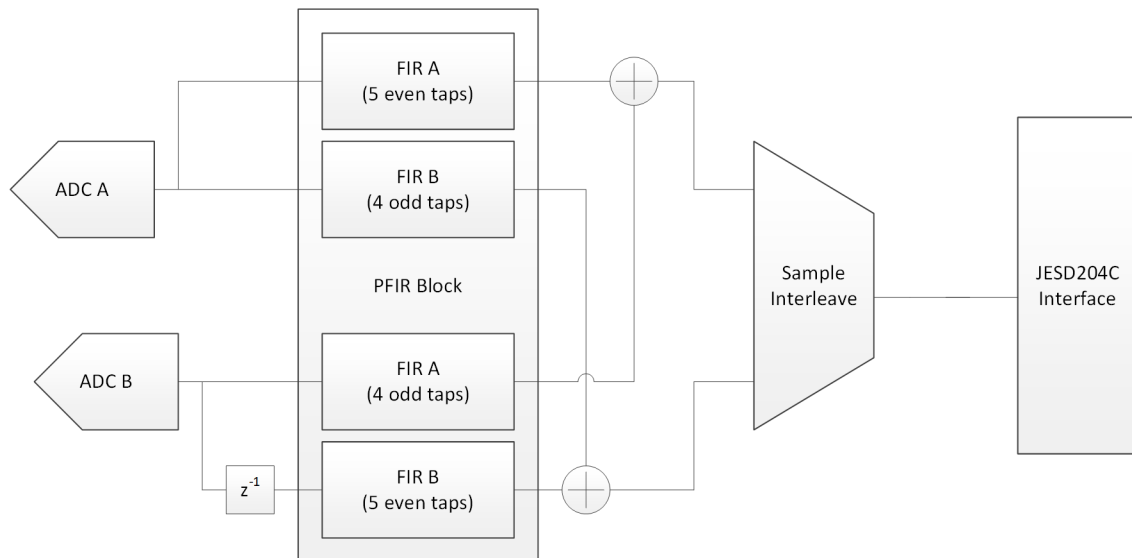 FIR A
(5 even taps)
ADC A
FIR B
(4 odd taps)
PFIR Block
Sample
Interleave
JESD204C
Interface
ADC B
FIR A
(4 odd taps)
z⁻¹
FIR B
(5 even taps)